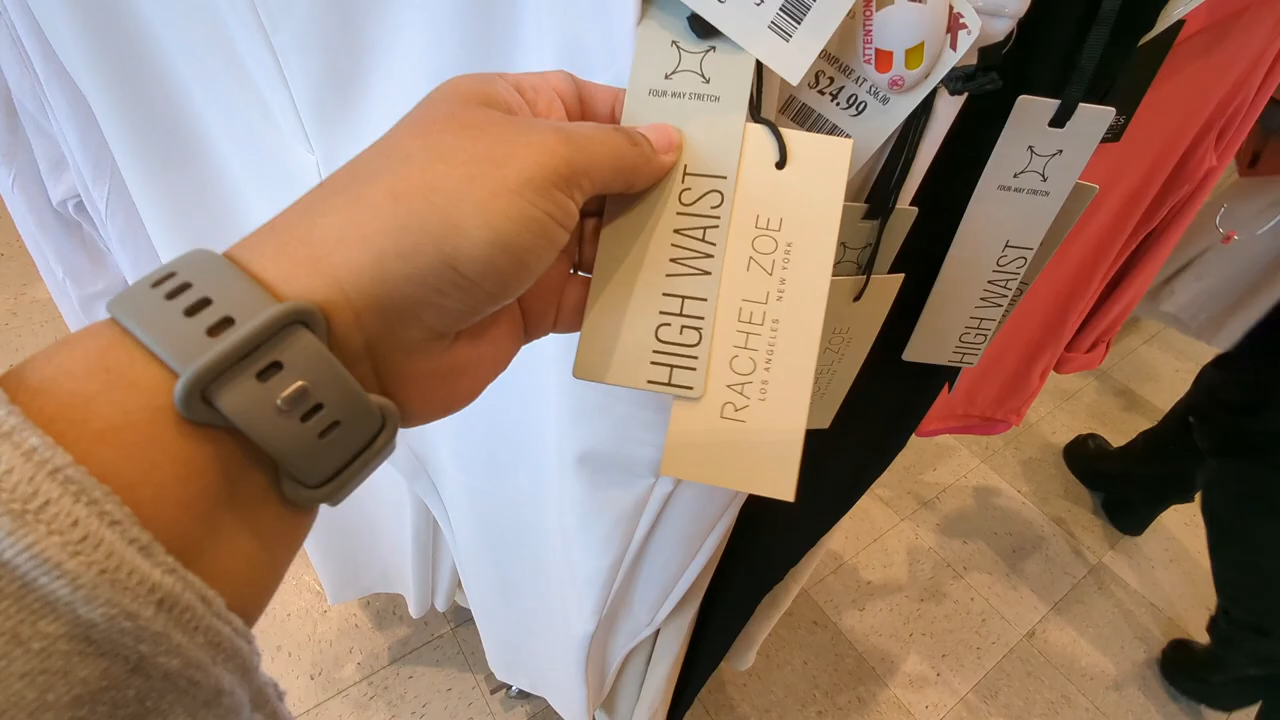 FOUR-WAY STRETCH
HIGH WAIST
RACHEL ZOE
LOS ANGELES NEW YORK
ATTENTION
COMPARE AT $36.00
$24.99
ZOE
FOUR-WAY STRETCH
HIGH WAIST